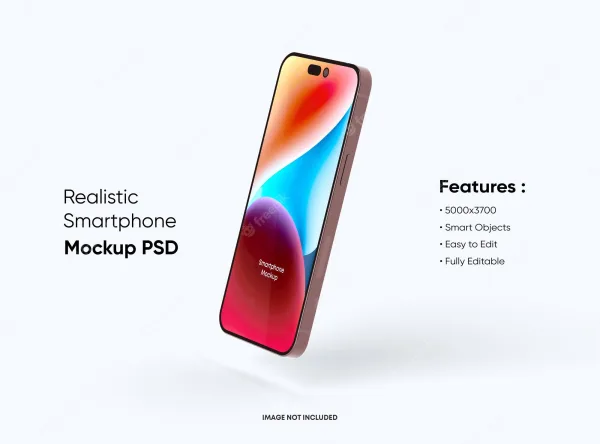 Realistic
Smartphone
Mockup PSD
Smartphone
Mockup
Features :
• 5000x3700
• Smart Objects
• Easy to Edit
• Fully Editable
IMAGE NOT INCLUDED